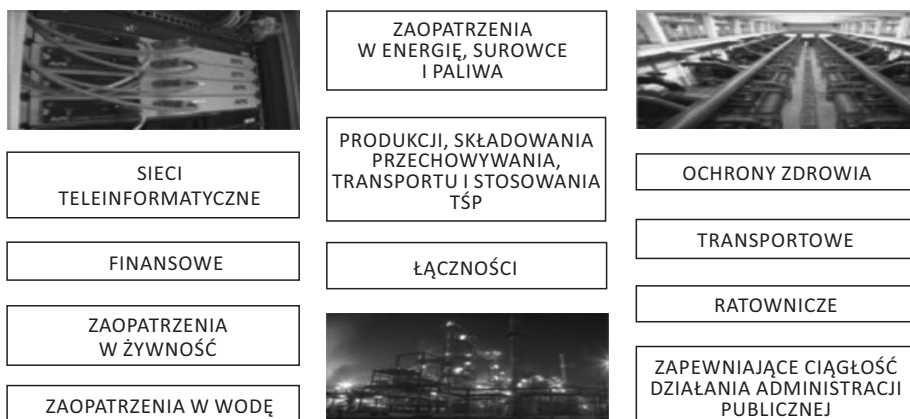 SIECI
TELEINFORMATYCZNE
FINANSOWE
ZAOPATRZENIA
W ŻYWNOŚĆ
ZAOPATRZENIA W WODĘ
ZAOPATRZENIA
W ENERGIĘ, SUROWCE
I PALIWA
PRODUKCJI, SKŁADOWANIA
PRZECHOWYWANIA,
TRANSPORTU I STOSOWANIA
TŚP
ŁĄCZNOŚCI
OCHRONY ZDROWIA
TRANSPORTOWE
RATOWNICZE
ZAPEWNIAJĄCE CIĄGŁOŚĆ
DZIAŁANIA ADMINISTRACJI
PUBLICZNEJ